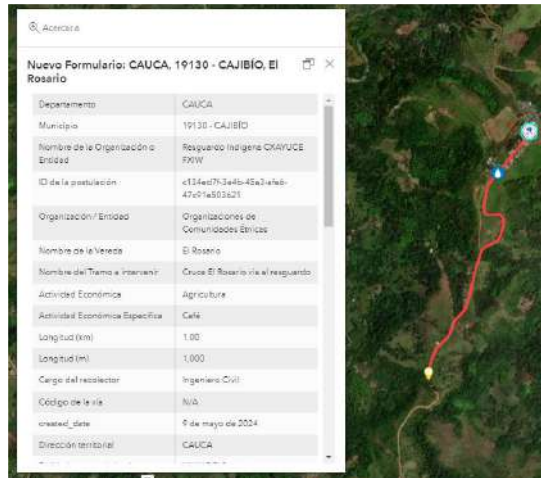 Acercar a
Nuevo Formulario: CAUCA, 19130 - CAJIBÍO, El
Rosario
Departamento CAUCA
Municipio 19130 - CAJIBÍO
Nombre de la Organización o
Entidad
Resguardo Indigena CXAYUCE
FXIW
ID de la postulación
Organización / Entidad
Organizaciones de
Comunidades Étnicas
Nombre de la Vereda El Rosario
Nombre del Tramo a intervenir Cruce El Rosario vía al resguardo
Actividad Económica Agricultura
Actividad Económica Específica Café
Longitud (km) 1.00
Longitud (m) 1,000
Cargo del recolector Ingeniero Civil
Código de la vía N/A
created_date 9 de mayo de 2024
Dirección territorial CAUCA